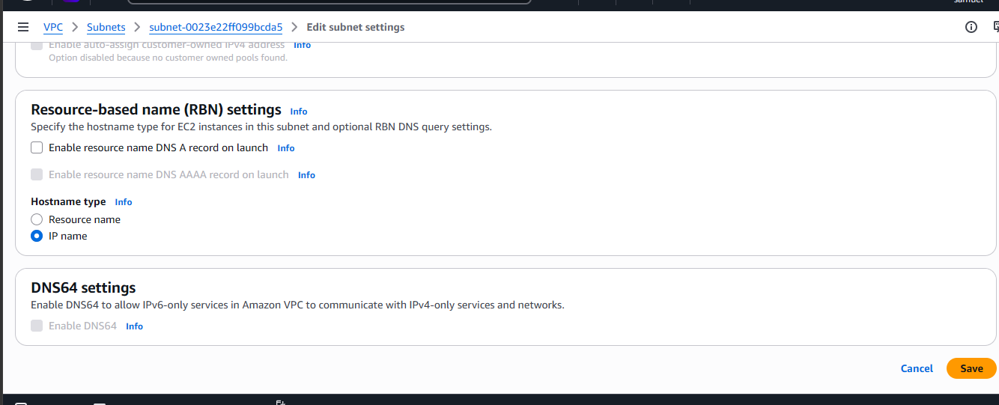 samuel
VPC > Subnets > subnet-0023e22ff099bcda5 > Edit subnet settings
Enable auto-assign customer-owned IPv4 address Info
Option disabled because no customer owned pools found.
Resource-based name (RBN) settings Info
Specify the hostname type for EC2 instances in this subnet and optional RBN DNS query settings.
Enable resource name DNS A record on launch Info
Enable resource name DNS AAAA record on launch Info
Hostname type Info
Resource name
IP name
DNS64 settings
Enable DNS64 to allow IPv6-only services in Amazon VPC to communicate with IPv4-only services and networks.
Enable DNS64 Info
Cancel Save